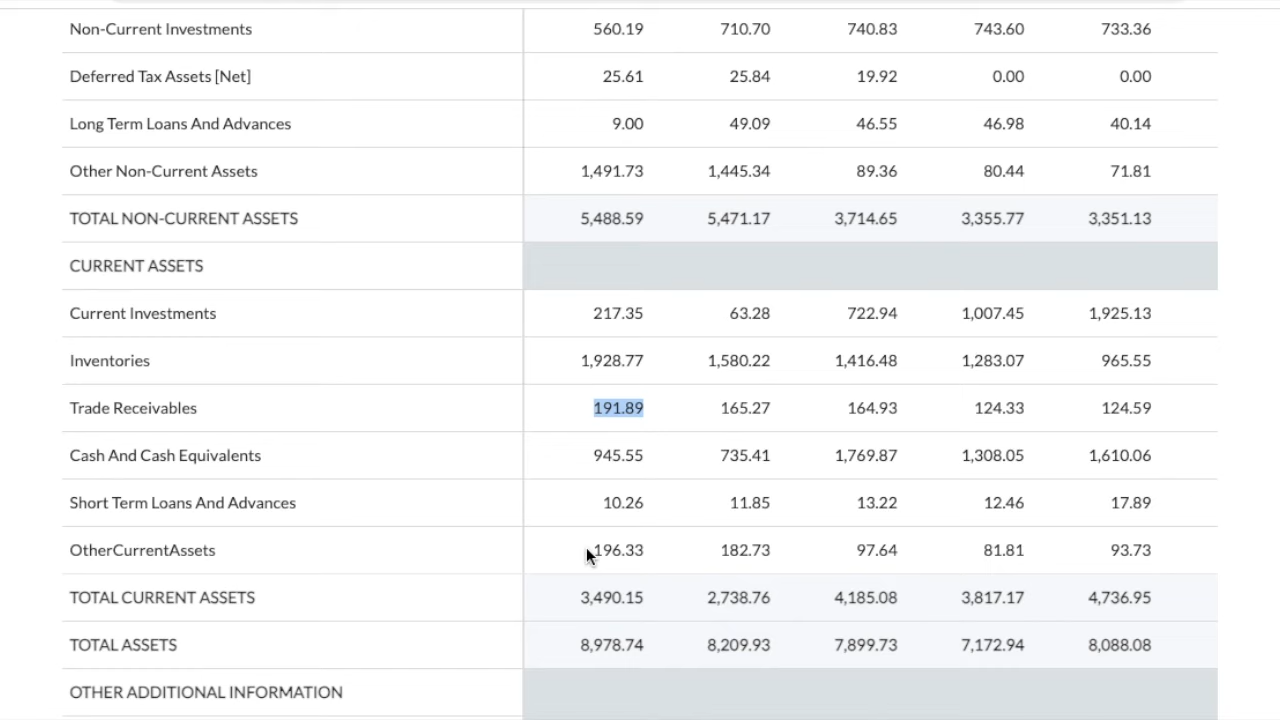 Non-Current Investments 560.19 710.70 740.83 743.60 733.36
Deferred Tax Assets [Net] 25.61 25.84 19.92 0.00 0.00
Long Term Loans And Advances 9.00 49.09 46.55 46.98 40.14
Other Non-Current Assets 1,491.73 1,445.34 89.36 80.44 71.81
TOTAL NON-CURRENT ASSETS 5,488.59 5,471.17 3,714.65 3,355.77 3,351.13
CURRENT ASSETS
Current Investments 217.35 63.28 722.94 1,007.45 1,925.13
Inventories 1,928.77 1,580.22 1,416.48 1,283.07 965.55
Trade Receivables 191.89 165.27 164.93 124.33 124.59
Cash And Cash Equivalents 945.55 735.41 1,769.87 1,308.05 1,610.06
Short Term Loans And Advances 10.26 11.85 13.22 12.46 17.89
OtherCurrentAssets 196.33 182.73 97.64 81.81 93.73
TOTAL CURRENT ASSETS 3,490.15 2,738.76 4,185.08 3,817.17 4,736.95
TOTAL ASSETS 8,978.74 8,209.93 7,899.73 7,172.94 8,088.08
OTHER ADDITIONAL INFORMATION